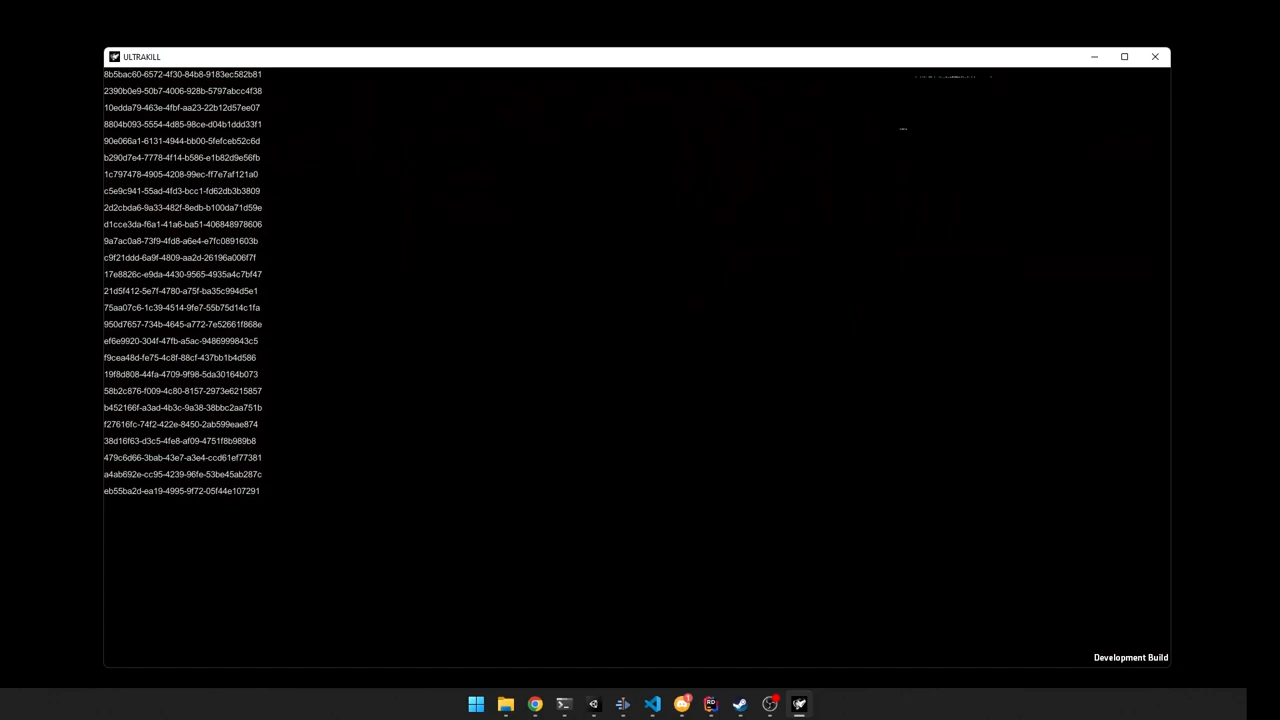 ULTRAKILL
8b5bac60-6572-4f30-84b8-9183ec582b81
2390b0e9-50b7-4006-928b-5797abcc4f38
10edda79-463e-4fbf-aa23-22b12d57ee07
8804b093-5554-4d85-98ce-d04b1ddd33f1
90e066a1-6131-4944-bb00-5fefceb52c6d
b290d7e4-7778-4f14-b586-e1b82d9e56fb
1c797478-4905-4208-99ec-ff7e7af121a0
c5e9c941-55ad-4fd3-bcc1-fd62db3b3809
2d2cbda6-9a33-482f-8edb-b100da71d59e
d1cce3da-f6a1-41a6-ba51-406848978606
9a7ac0a8-73f9-4fd8-a6e4-e7fc0891603b
c9f21ddd-6a9f-4809-aa2d-26196a006f7f
17e8826c-e9da-4430-9565-4935a4c7bf47
21d5f412-5e7f-4780-a75f-ba35c994d5e1
75aa07c6-1c39-4514-9fe7-55b75d14c1fa
950d7657-734b-4645-a772-7e52661f868e
ef6e9920-304f-47fb-a5ac-9486999843c5
f9cea48d-fe75-4c8f-88cf-437bb1b4d586
19f8d808-44fa-4709-9f98-5da30164b073
58b2c876-f009-4c80-8157-2973e6215857
b452166f-a3ad-4b3c-9a38-38bbc2aa751b
f27616fc-74f2-422e-8450-2ab599eae874
38d16f63-d3c5-4fe8-af09-4751f8b989b8
479c6d66-3bab-43e7-a3e4-ccd61ef77381
a4ab692e-cc95-4239-96fe-53be45ab287c
eb55ba2d-ea19-4995-9f72-05f44e107291
Development Build
1
RD